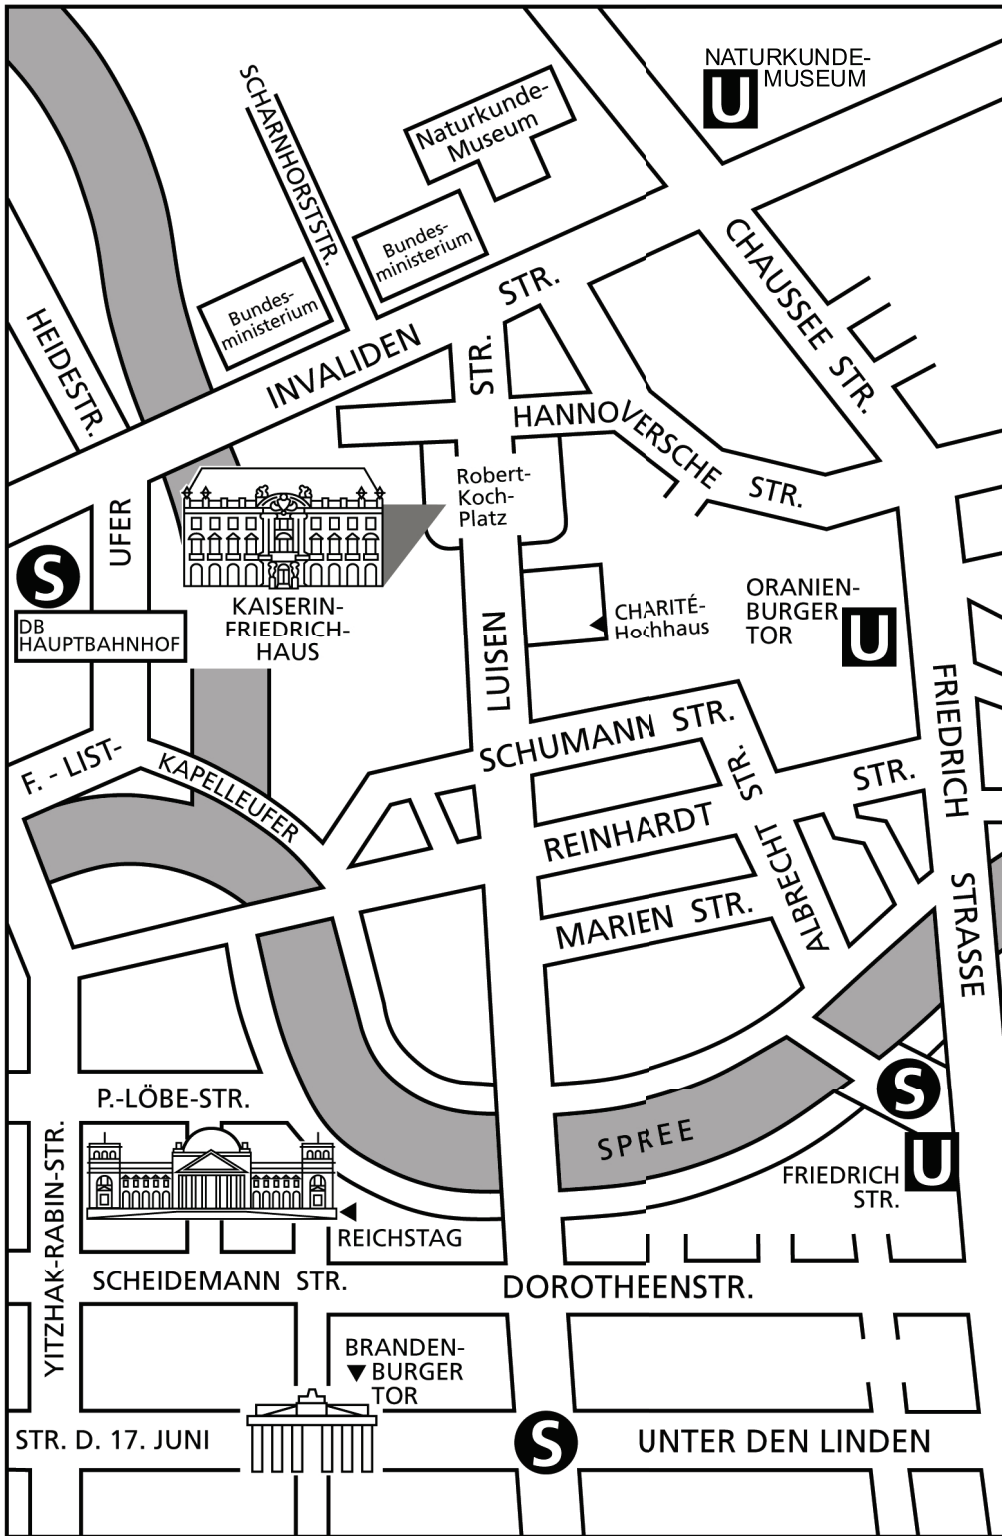 NATURKUNDE-
MUSEUM
U
SCHARNHORSTSTR.
Naturkunde-
Museum
Bundes-
ministerium
Bundes-
ministerium
CHAUSSEE STR.
HEIDESTR.
INVALIDEN STR.
STR.
HANNOVERSCHE STR.
Robert-
Koch-
Platz
UFER
S
DB
HAUPTBAHNHOF
KAISERIN-
FRIEDRICH-
HAUS
CHARITÉ-
Hochhaus
ORANIEN-
BURGER
TOR
U
LUISEN
FRIEDRICH STRASSE
SCHUMANN STR.
F. - LIST-
KAPELLEUFER
STR.
REINHARDT
ALBRECHT STR.
MARIEN STR.
S
P.-LÖBE-STR.
SPREE
U
FRIEDRICH
STR.
YITZHAK-RABIN-STR.
REICHSTAG
SCHEIDEMANN STR.
DOROTHEENSTR.
BRANDEN-
BURGER
TOR
STR. D. 17. JUNI
S
UNTER DEN LINDEN